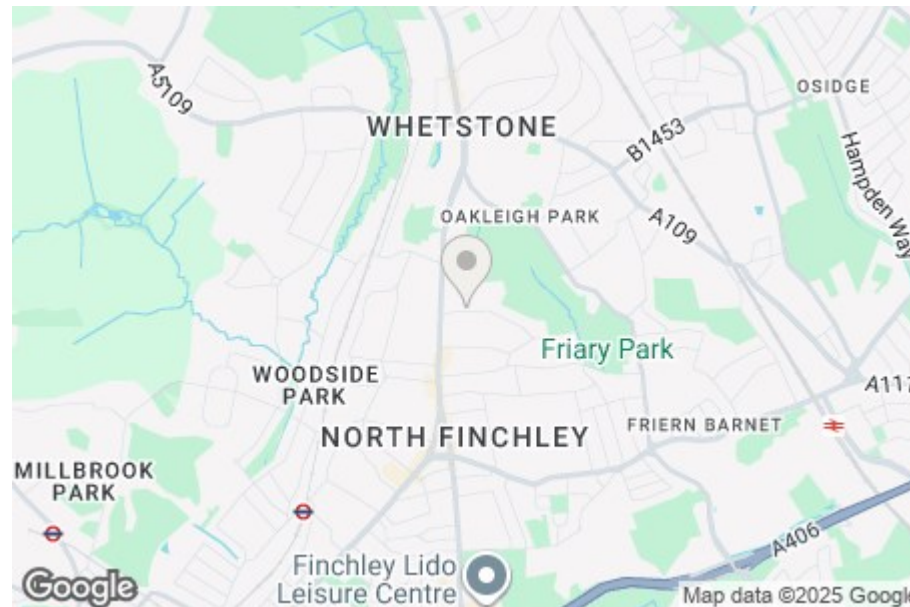 A5109
OSIDGE
WHETSTONE
B1453
Hampden Way
OAKLEIGH PARK
A109
Friary Park
WOODSIDE
PARK
A111
NORTH FINCHLEY
FRIERN BARNET
MILLBROOK
PARK
A406
Finchley Lido
Leisure Centre
Google
Map data ©2025 Google